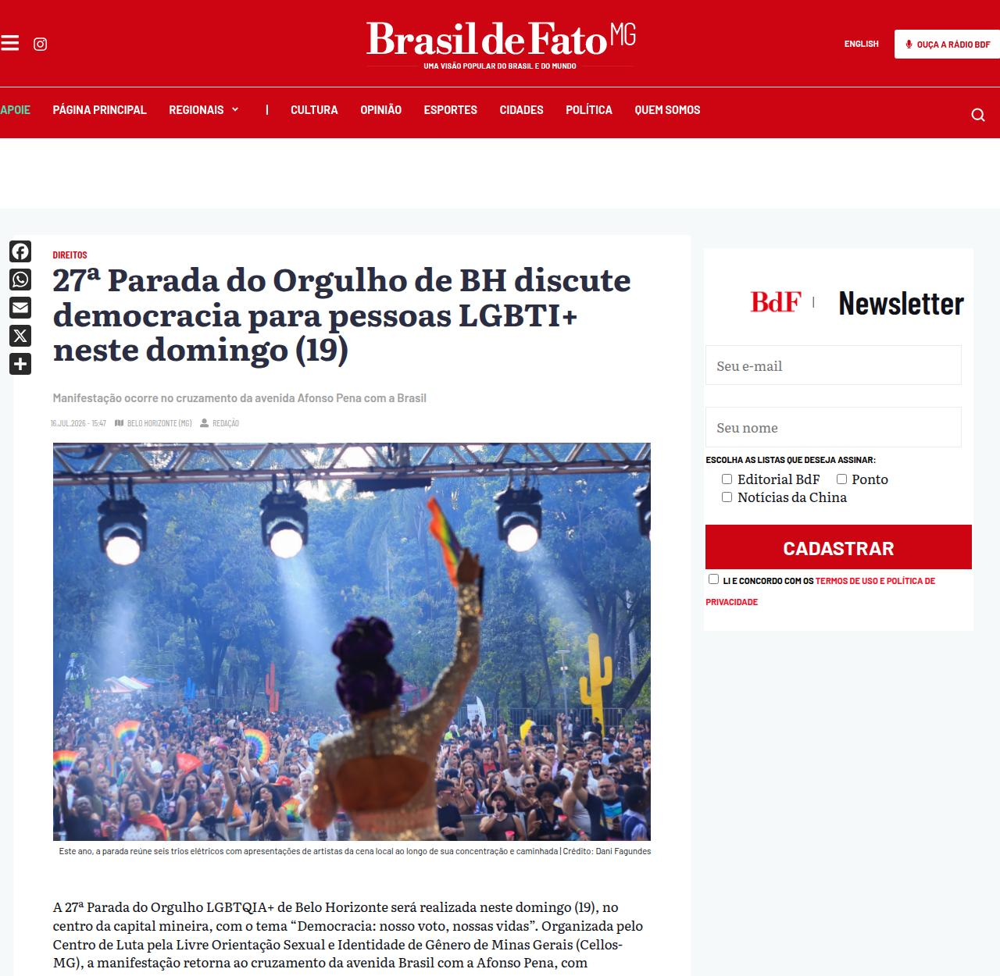 Brasil de Fato MG
UMA VISÃO POPULAR DO BRASIL E DO MUNDO
ENGLISH
OUÇA A RÁDIO BDF
APOIE
PÁGINA PRINCIPAL
REGIONAIS
|
CULTURA
OPINIÃO
ESPORTES
CIDADES
POLÍTICA
QUEM SOMOS
DIREITOS
27ª Parada do Orgulho de BH discute
democracia para pessoas LGBTI+
neste domingo (19)
Manifestação ocorre no cruzamento da avenida Afonso Pena com a Brasil
16.JUL.2026 - 15:47
BELO HORIZONTE (MG)
REDAÇÃO
Este ano, a parada reúne seis trios elétricos com apresentações de artistas da cena local ao longo de sua concentração e caminhada | Crédito: Dani Fagundes
A 27ª Parada do Orgulho LGBTQIA+ de Belo Horizonte será realizada neste domingo (19), no
centro da capital mineira, com o tema “Democracia: nosso voto, nossas vidas”. Organizada pelo
Centro de Luta pela Livre Orientação Sexual e Identidade de Gênero de Minas Gerais (Cellos-
MG), a manifestação retorna ao cruzamento da avenida Brasil com a Afonso Pena, com
BdF | Newsletter
Seu e-mail
Seu nome
ESCOLHA AS LISTAS QUE DESEJA ASSINAR:
Editorial BdF
Ponto
Notícias da China
CADASTRAR
LI E CONCORDO COM OS TERMOS DE USO E POLÍTICA DE
PRIVACIDADE